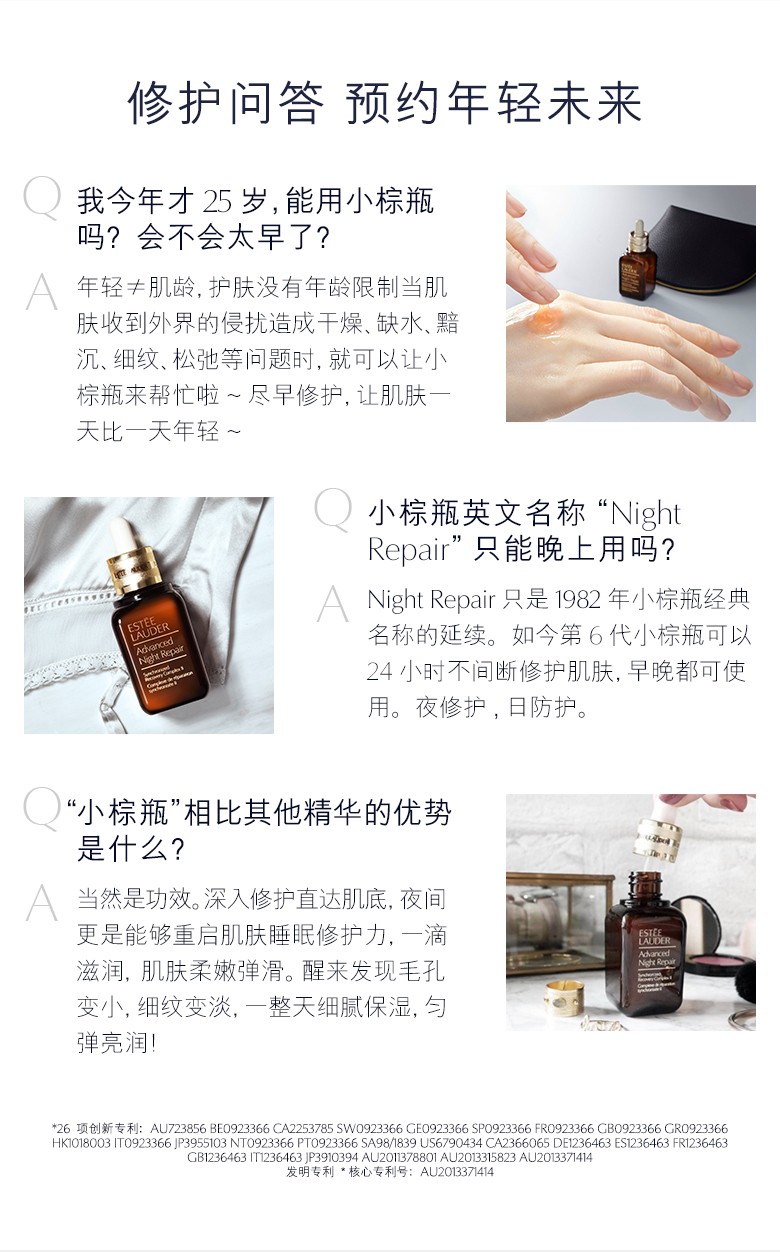 修护问答 预约年轻未来
Q
我今年才 25 岁, 能用小棕瓶
吗? 会不会太早了?
A
年轻≠肌龄, 护肤没有年龄限制当肌
肤收到外界的侵扰造成干燥、缺水、黯
沉、细纹、松弛等问题时, 就可以让小
棕瓶来帮忙啦 ~ 尽早修护, 让肌肤一
天比一天年轻 ~
ESTĒE
LAUDER
Q
小棕瓶英文名称 “Night
Repair” 只能晚上用吗?
A
Night Repair 只是 1982 年小棕瓶经典
名称的延续。如今第 6 代小棕瓶可以
24 小时不间断修护肌肤, 早晚都可使
用。夜修护 , 日防护。
ESTĒE
LAUDER
Advanced
Night Repair
Synchronized
Recovery Complex II
Complexe de réparation
synchronisée II
Q
“小棕瓶”相比其他精华的优势
是什么?
A
当然是功效。深入修护直达肌底, 夜间
更是能够重启肌肤睡眠修护力, 一滴
滋润, 肌肤柔嫩弹滑。醒来发现毛孔
变小, 细纹变淡, 一整天细腻保湿, 匀
弹亮润!
ESTĒE
LAUDER
Advanced
Night Repair
Synchronized
Recovery Complex II
Complexe de réparation
synchronisée II
*26 项创新专利: AU723856 BE0923366 CA2253785 SW0923366 GE0923366 SP0923366 FR0923366 GB0923366 GR0923366
HK1018003 IT0923366 JP3955103 NT0923366 PT0923366 SA98/1839 US6790434 CA2366065 DE1236463 ES1236463 FR1236463
GB1236463 IT1236463 JP3910394 AU2011378801 AU2013315823 AU2013371414
发明专利 * 核心专利号: AU2013371414